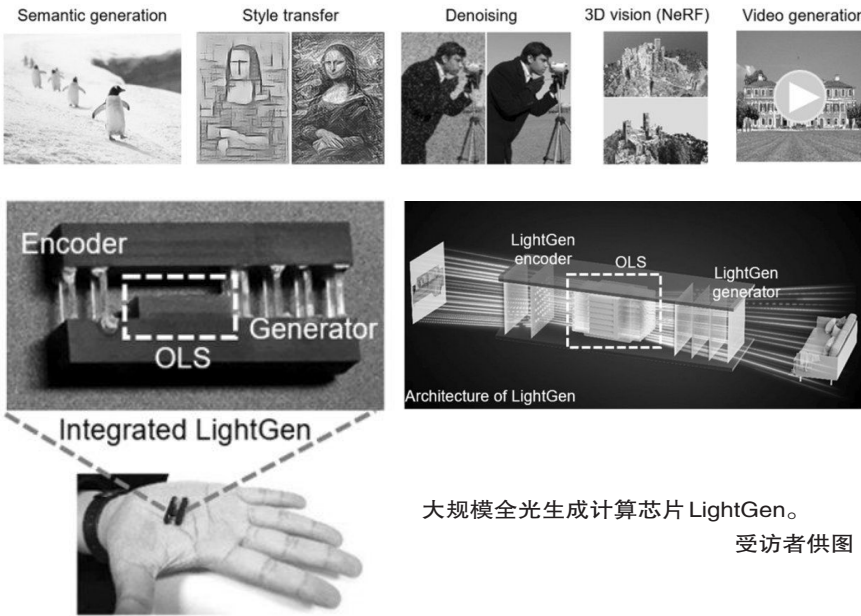 Semantic generation
Style transfer
Denoising
3D vision (NeRF)
Video generation
Encoder
OLS
Generator
LightGen
encoder
OLS
LightGen
generator
Architecture of LightGen
Integrated LightGen
大规模全光生成计算芯片LightGen。
受访者供图